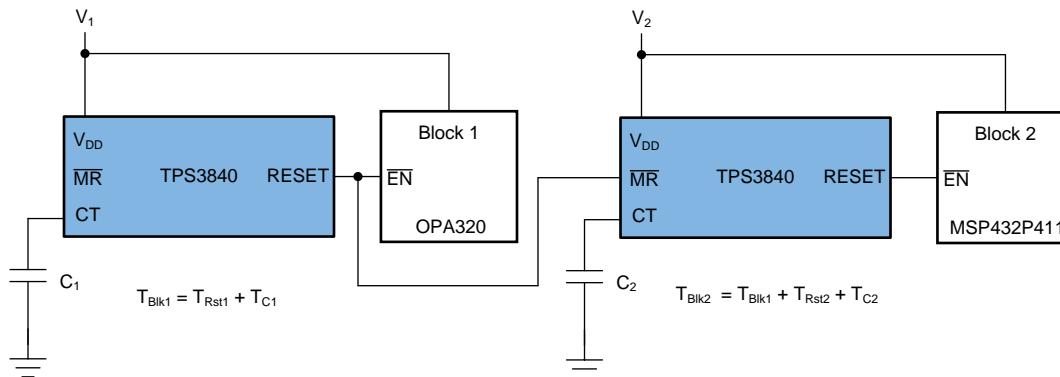 V1
V2
VDD
MR
CT
TPS3840
RESET
Block 1
EN
OPA320
VDD
MR
CT
TPS3840
RESET
Block 2
EN
MSP432P411
C1
TBlk1 = TRst1 + TC1
C2
TBlk2 = TBlk1 + TRst2 + TC2